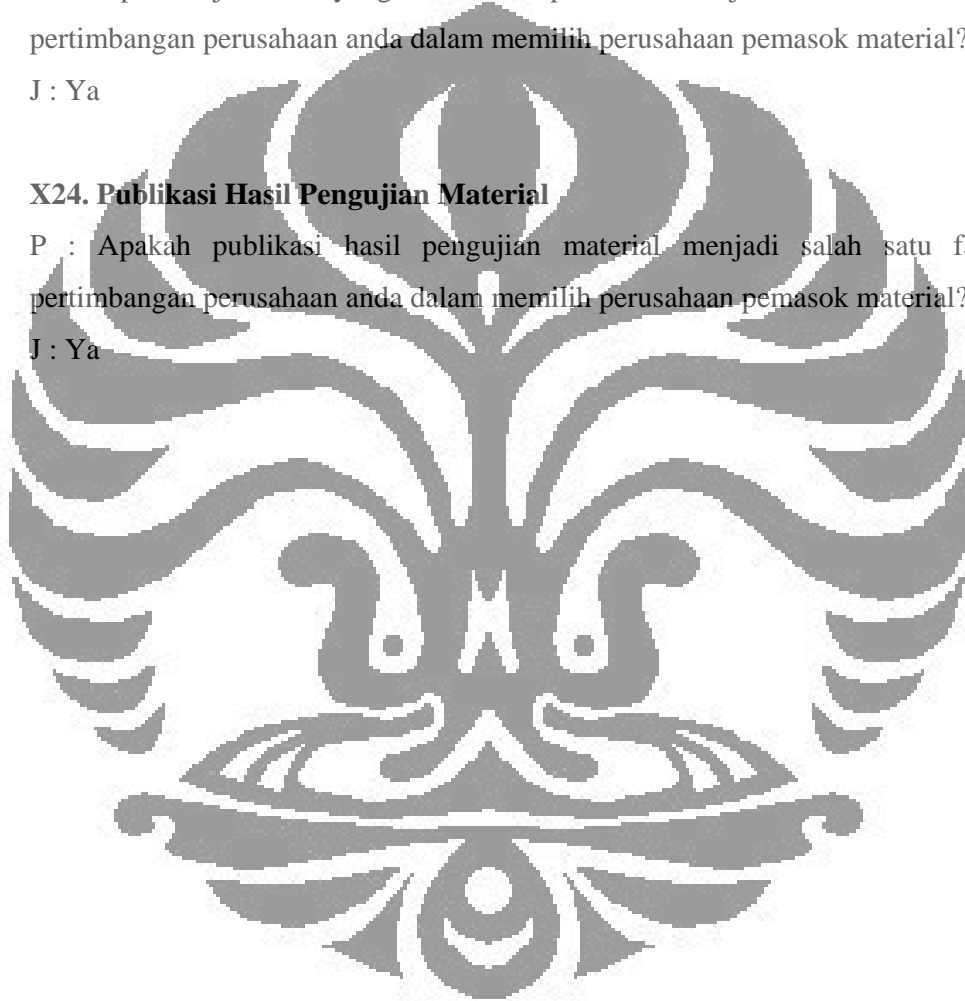 pertimbangan perusahaan anda dalam memilih perusahaan pemasok material?
J : Ya
X24. Publikasi Hasil Pengujian Material
P : Apakah publikasi hasil pengujian material menjadi salah satu
pertimbangan perusahaan anda dalam memilih perusahaan pemasok material?
J : Ya